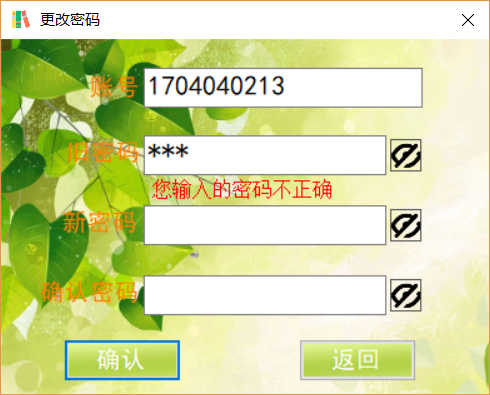 更改密码
账号 1704040213
旧密码 ***
您输入的密码不正确
新密码
确认密码
确认 返回